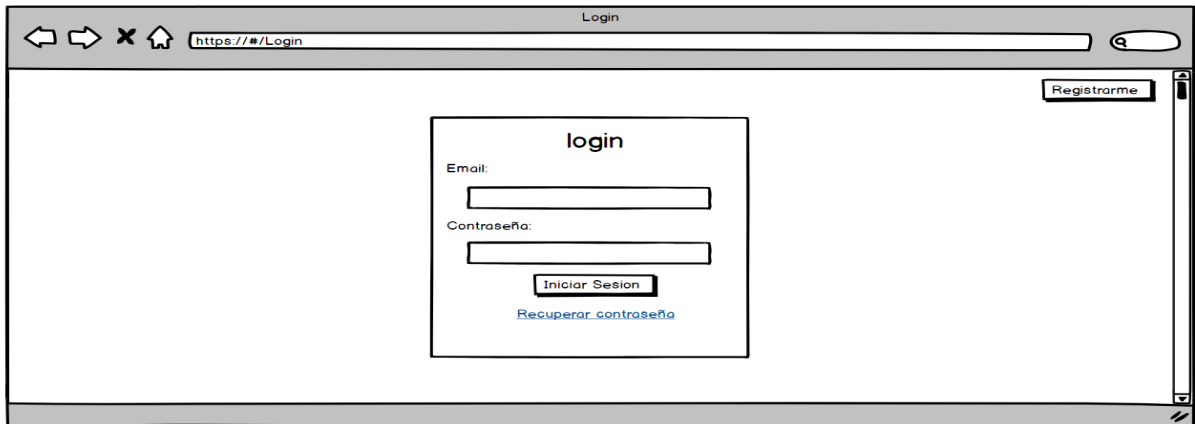 Login
https://#/Login
Registrarme
login
Email:
Contraseña:
Iniciar Sesion
Recuperar contraseña